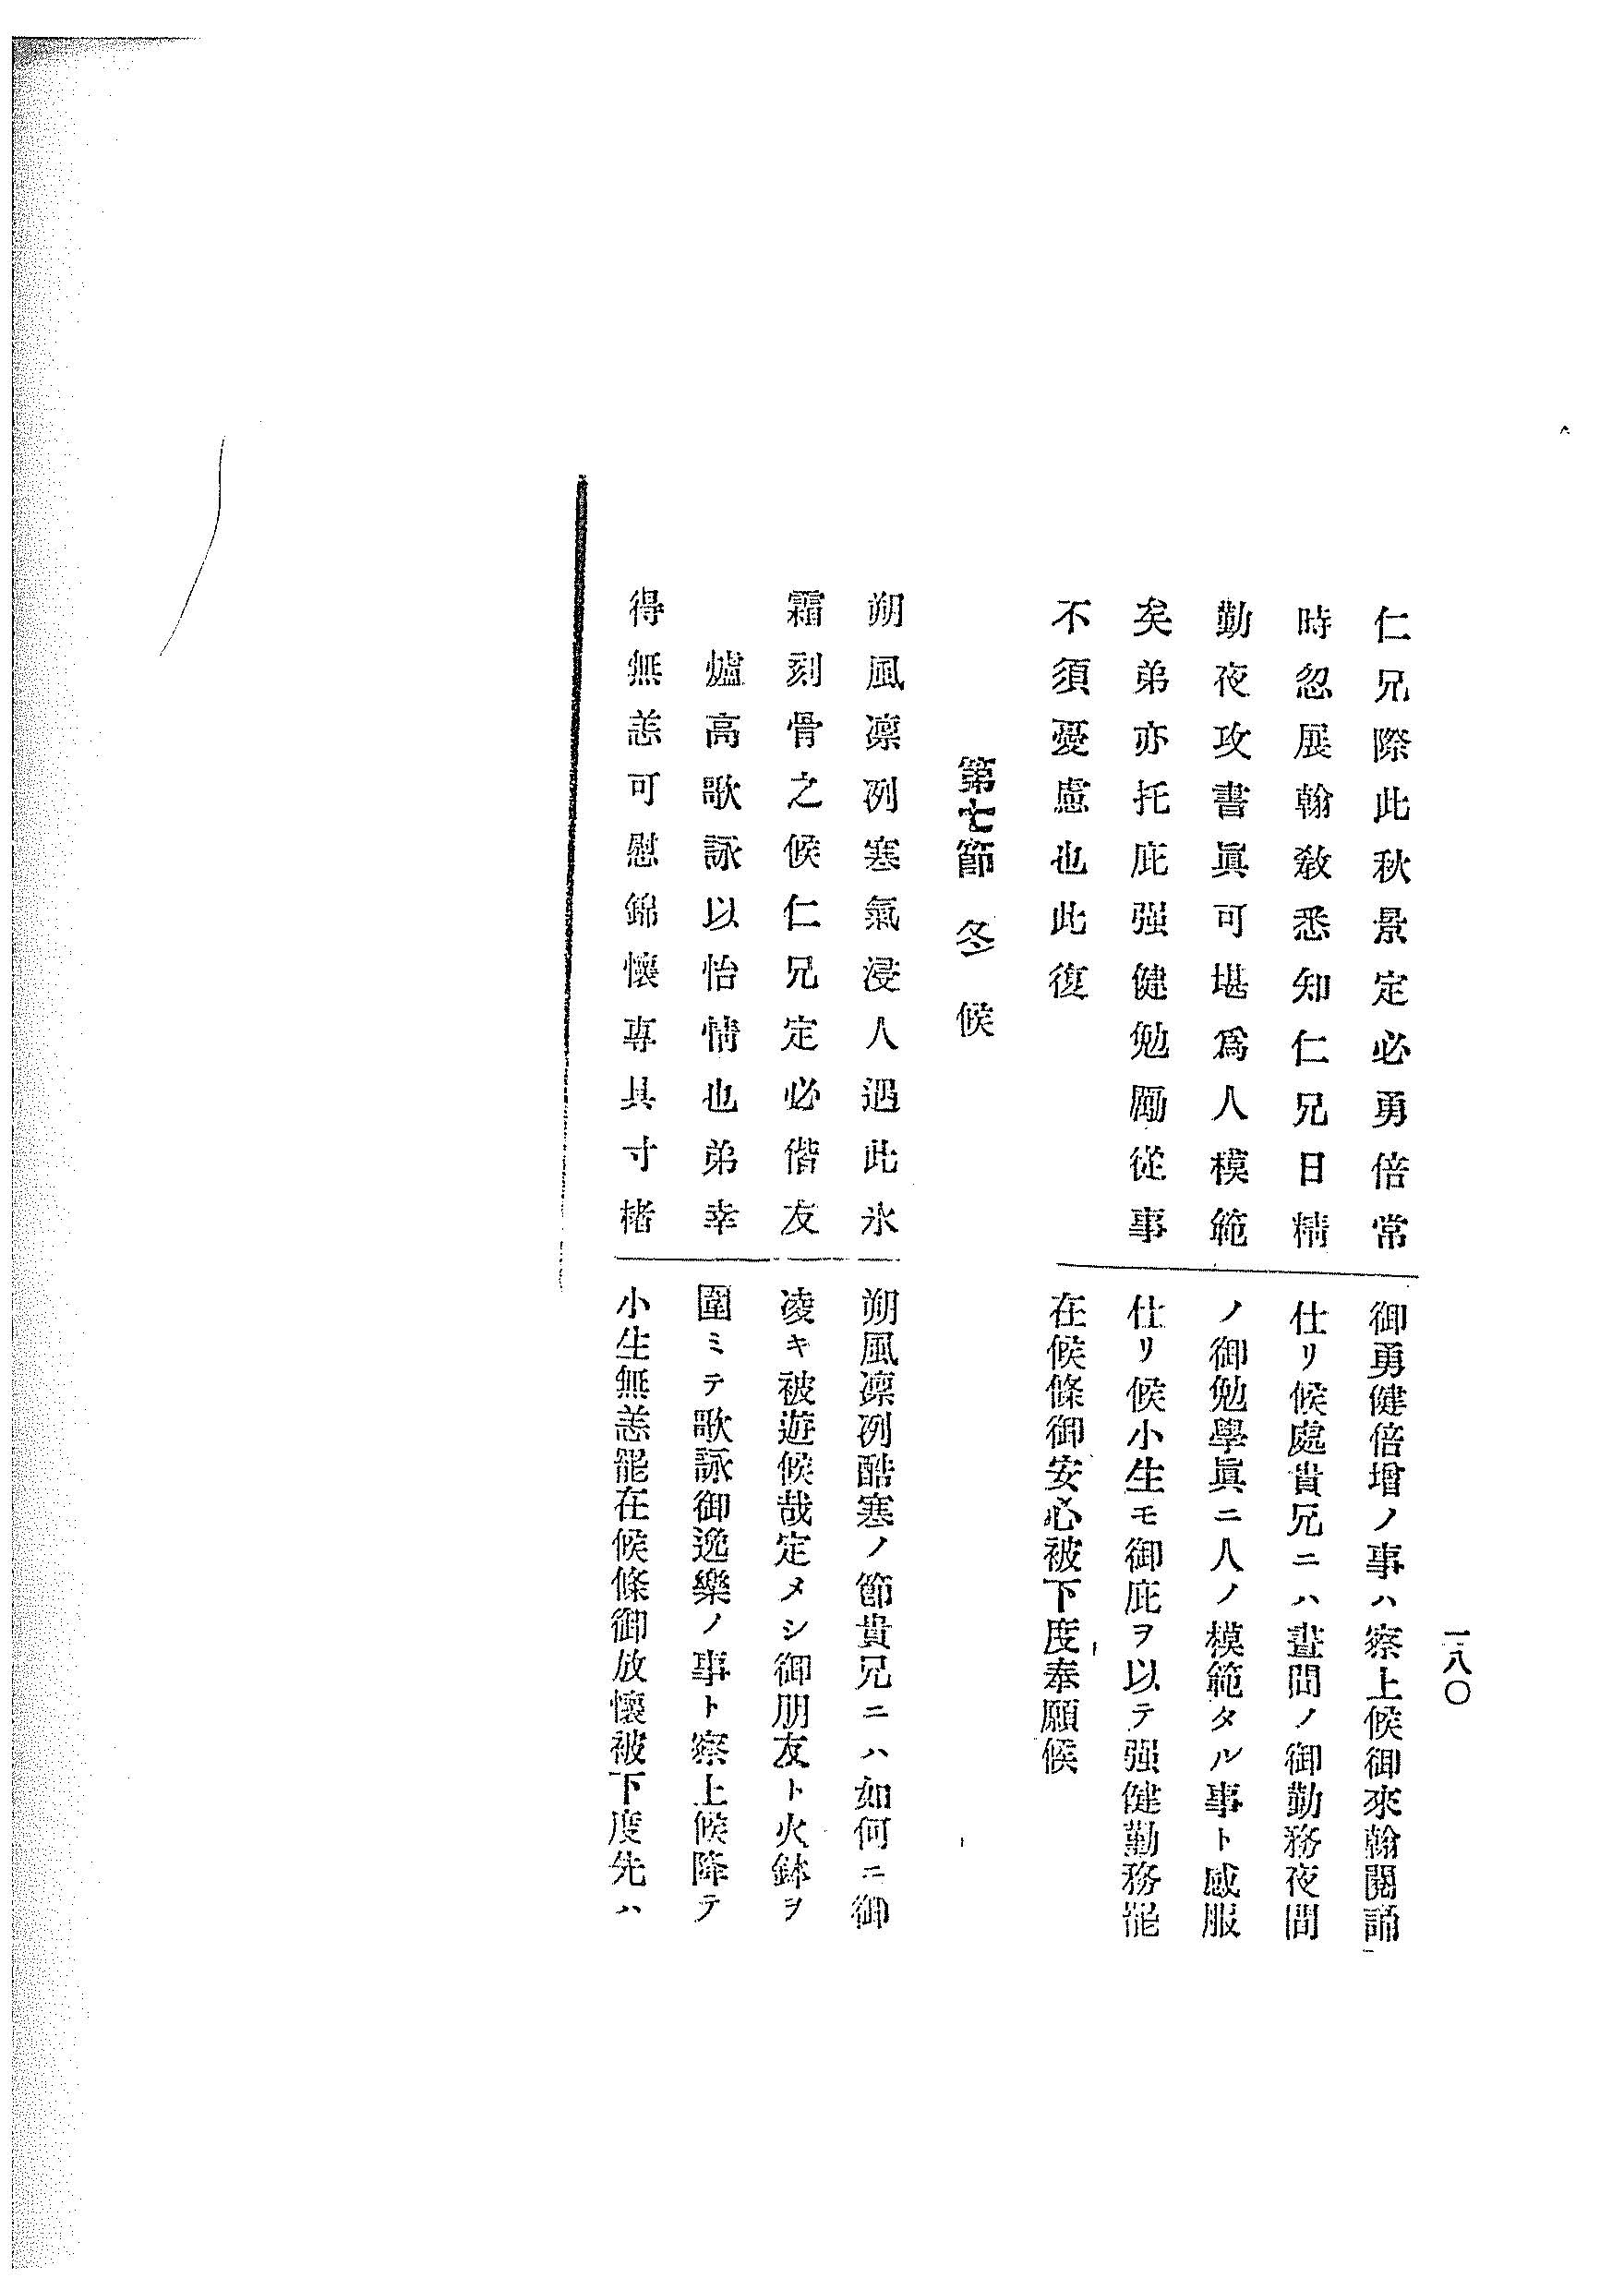 一八〇
仁兄際此秋景定必勇倍常
時忽展翰敎悉知仁兄日精
勤夜攻書眞可堪爲人模範
矣弟亦托庇强健勉勵從事
不須憂慮也此復
御勇健倍增ノ事ハ察上候御來翰閱誦
仕リ候處貴兄ニハ晝間ノ御勤務夜間
ノ御勉學眞ニ人ノ模範タル事ト感服
仕リ候小生モ御庇ヲ以テ强健勤務罷
在候條御安心被下度奉願候
第七節 冬候
朔風凛冽寒氣浸人遇此氷
霜刻骨之候仁兄定必偕友
爐高歌詠以怡情也弟幸
得無恙可慰錦懷專具寸楮
朔風凛冽酷寒ノ節貴兄ニハ如何ニ御
凌キ被遊候哉定メシ御朋友ト火鉢ヲ
圍ミテ歌詠御逸樂ノ事ト察上候降テ
小生無恙罷在候條御放懷被下度先ハ